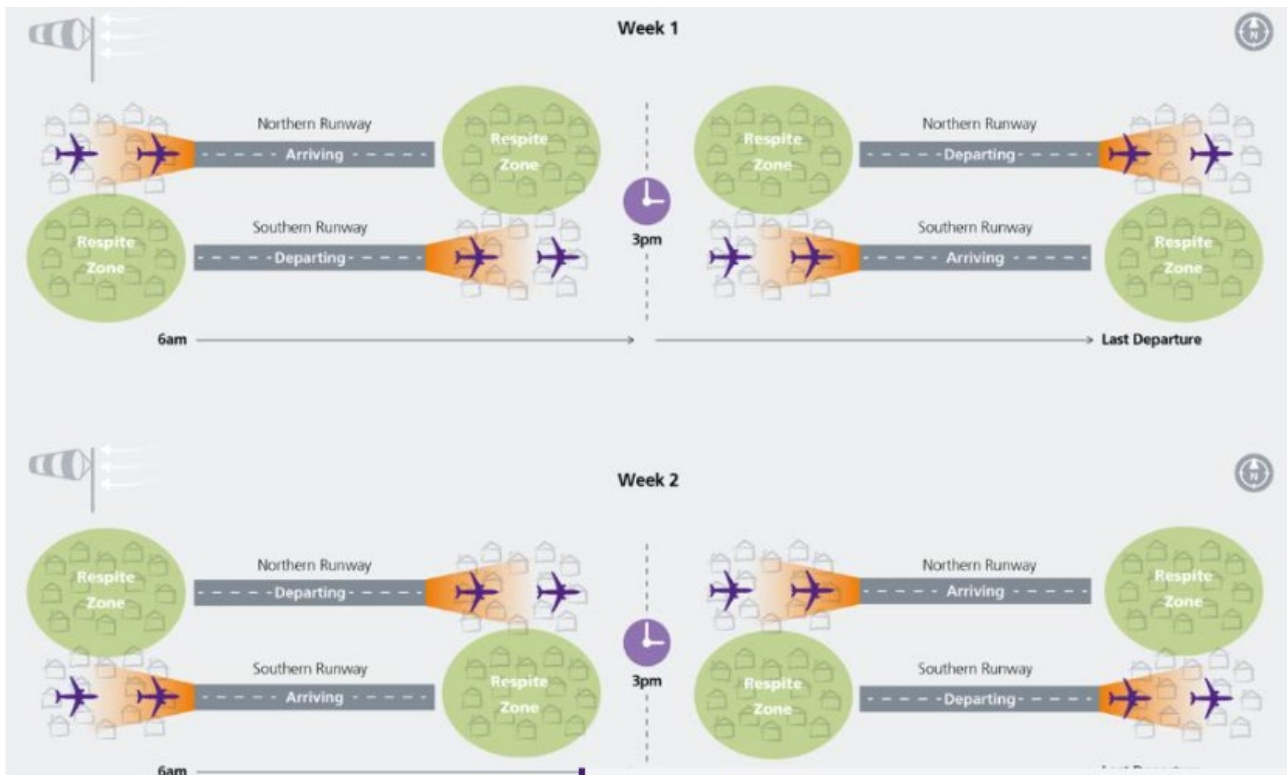 Week 1
N
Northern Runway
Arriving
Respite
Zone
Respite
Zone
Northern Runway
Departing
3pm
Respite
Zone
Southern Runway
Departing
Southern Runway
Arriving
Respite
Zone
6am
Last Departure
Week 2
N
Respite
Zone
Northern Runway
Departing
Northern Runway
Arriving
Respite
Zone
3pm
Southern Runway
Arriving
Respite
Zone
Respite
Zone
Southern Runway
Departing
6am